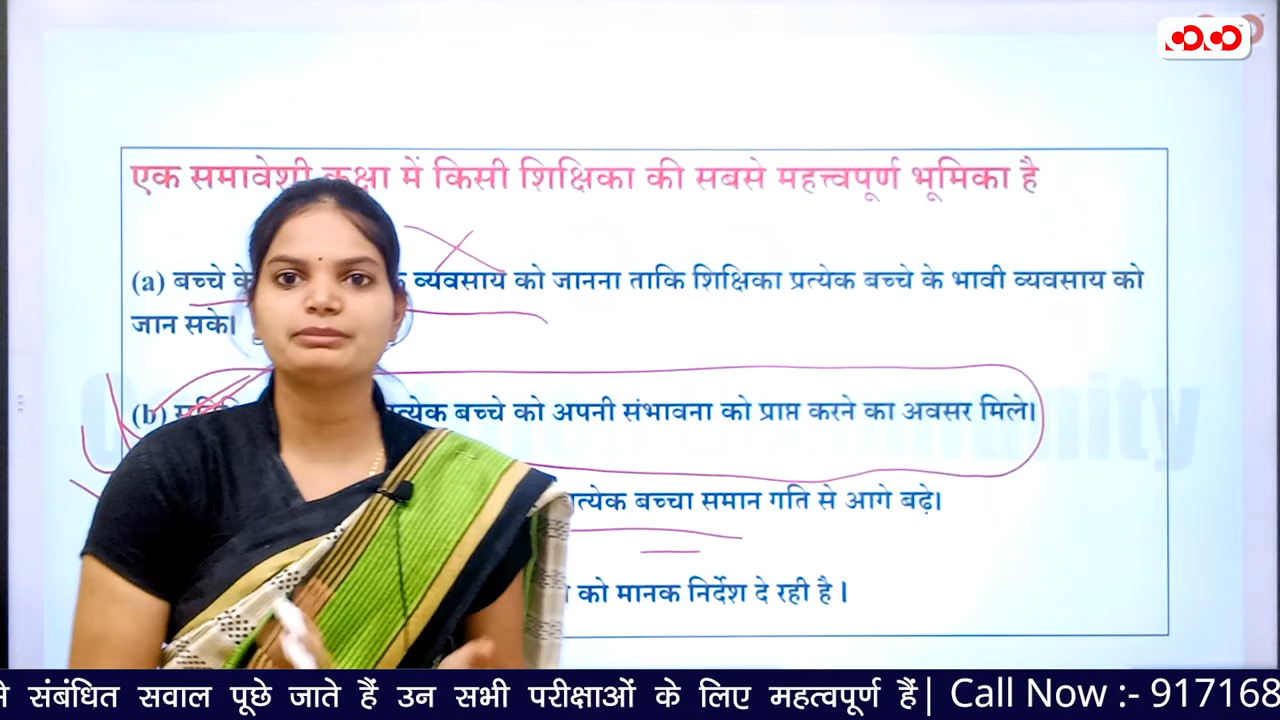 एक समावेशी कक्षा में किसी शिक्षिका की सबसे महत्त्वपूर्ण भूमिका है
(a) बच्चे के व्यवसाय को जानना ताकि शिक्षिका प्रत्येक बच्चे के भावी व्यवसाय को
जान सके।
(b) प्रत्येक बच्चे को अपनी संभावना को प्राप्त करने का अवसर मिले।
प्रत्येक बच्चा समान गति से आगे बढ़े।
को मानक निर्देश दे रही है ।
संबंधित सवाल पूछे जाते हैं उन सभी परीक्षाओं के लिए महत्वपूर्ण हैं| Call Now :- 917168